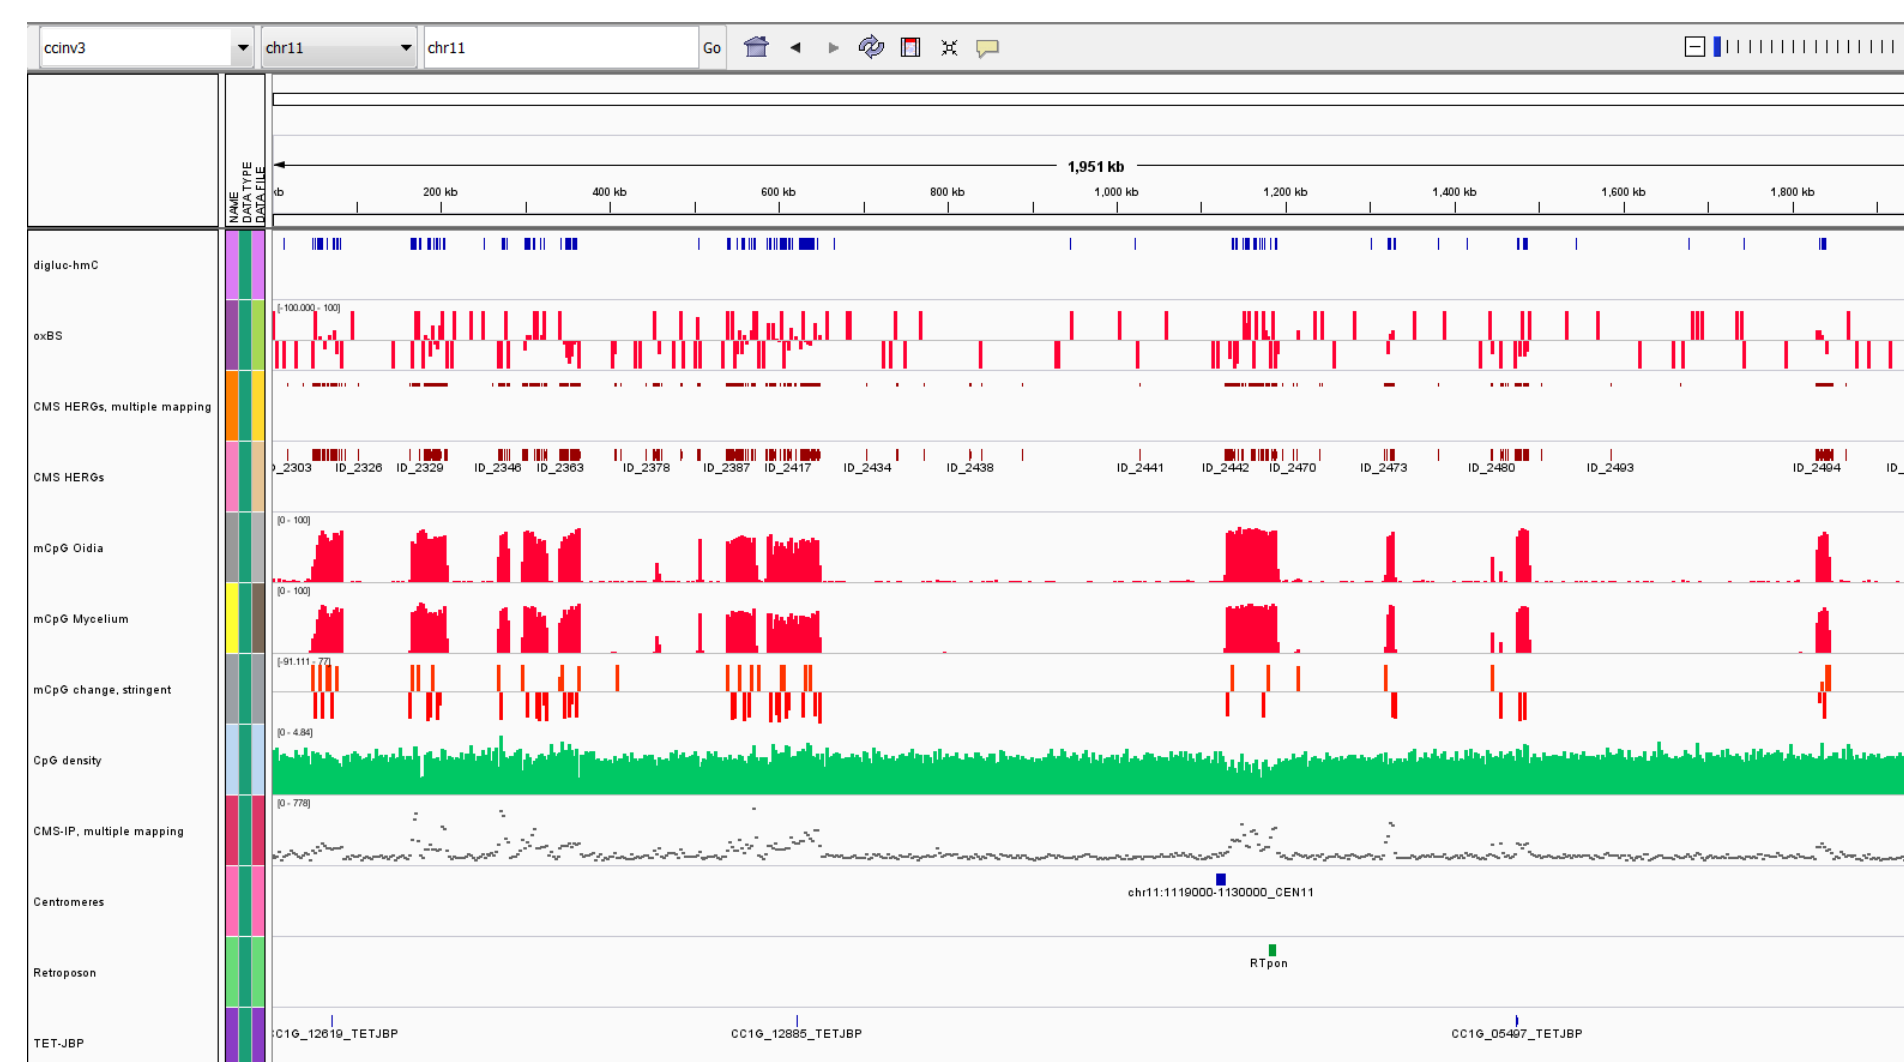 ccinv3 chr11 chr11 Go
NAME
DATA TYPE
DATA FILE
1,951 kb
kb 200 kb 400 kb 600 kb 800 kb 1,000 kb 1,200 kb 1,400 kb 1,600 kb 1,800 kb
digluc-hmC
[-100.000 - 100]
oxBS
CMS HERGs, multiple mapping
_2303 ID_2326 ID_2329 ID_2346 ID_2363 ID_2378 ID_2387 ID_2417 ID_2434 ID_2438 ID_2441 ID_2442 ID_2470 ID_2473 ID_2480 ID_2493 ID_2494 ID_
CMS HERGs
[0 - 100]
mCpG Oidia
[0 - 100]
mCpG Mycelium
[-91.111 - 77]
mCpG change, stringent
[0 - 4.84]
CpG density
[0 - 778]
CMS-IP, multiple mapping
chr11:1119000-1130000_CEN11
Centromeres
RTpon
Retroposon
CC1G_12619_TETJBP CC1G_12885_TETJBP CC1G_05497_TETJBP
TET-JBP